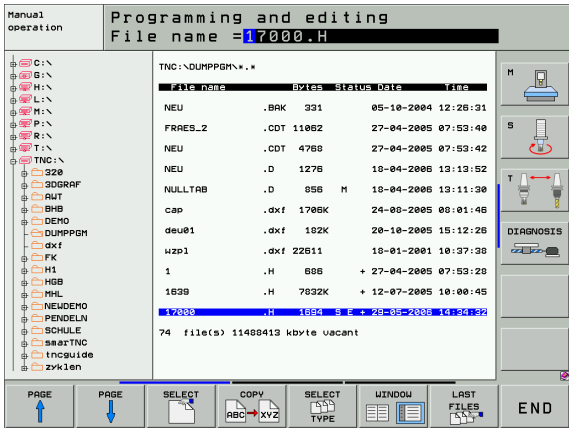 Manual
operation
Programming and editing
File name =17000.H
C:\
G:\
H:\
L:\
M:\
P:\
R:\
T:\
TNC:\
320
3DGRAF
AWT
BHB
DEMO
DUMPPGM
dxf
FK
H1
HGB
MHL
NEWDEMO
PENDELN
SCHULE
smarTNC
tncguide
zyklen
TNC:\DUMPPGM\*.*
File name Bytes Status Date Time
NEU .BAK 331 05-10-2004 12:26:31
FRAES_2 .CDT 11062 27-04-2005 07:53:40
NEU .CDT 4768 27-04-2005 07:53:42
NEU .D 1276 18-04-2006 13:13:52
NULLTAB .D 856 M 18-04-2006 13:11:30
cap .dxf 1706K 24-08-2005 08:01:46
deu01 .dxf 182K 20-10-2005 15:12:26
wzpl .dxf 22611 18-01-2001 10:37:38
1 .H 686 + 27-04-2005 07:53:28
1639 .H 7832K + 12-07-2005 10:00:45
17000 .H 1694 S E + 29-05-2006 14:34:32
74 file(s) 11488413 kbyte vacant
M
S
T
DIAGNOSIS
PAGE
PAGE
SELECT
COPY
ABC
XYZ
SELECT
TYPE
WINDOW
LAST
FILES
END